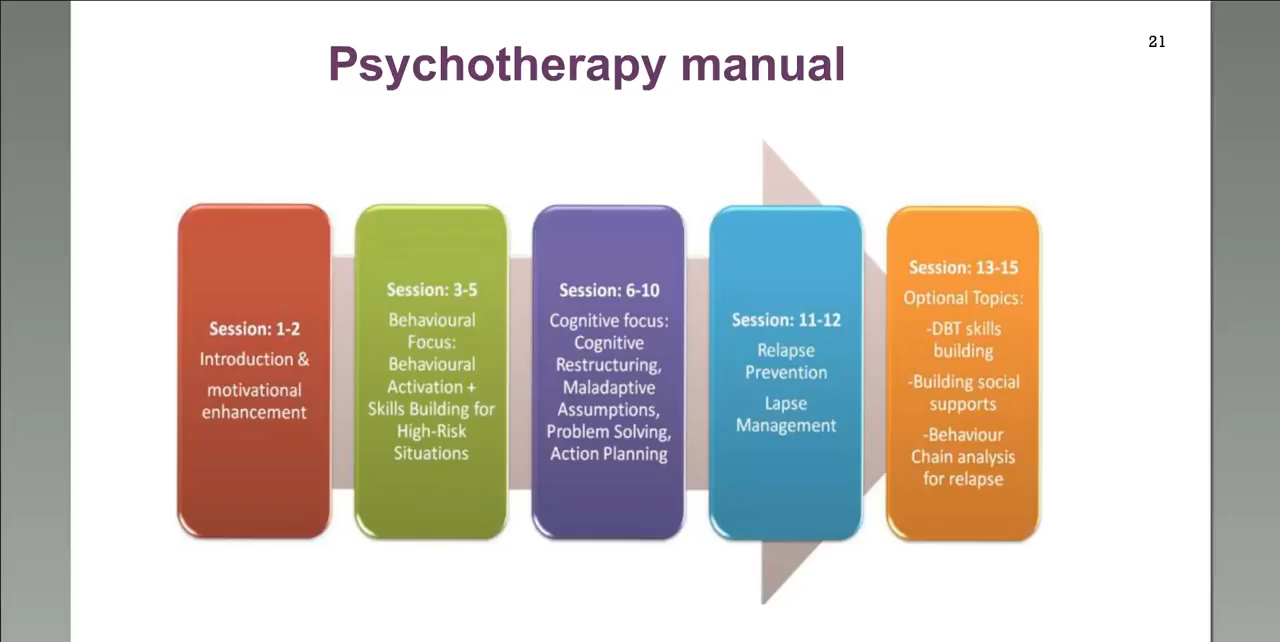 Psychotherapy manual
21
Session: 1-2
Introduction &
motivational
enhancement
Session: 3-5
Behavioural
Focus:
Behavioural
Activation +
Skills Building for
High-Risk
Situations
Session: 6-10
Cognitive focus:
Cognitive
Restructuring,
Maladaptive
Assumptions,
Problem Solving,
Action Planning
Session: 11-12
Relapse
Prevention
Lapse
Management
Session: 13-15
Optional Topics:
-DBT skills
building
-Building social
supports
-Behaviour
Chain analysis
for relapse